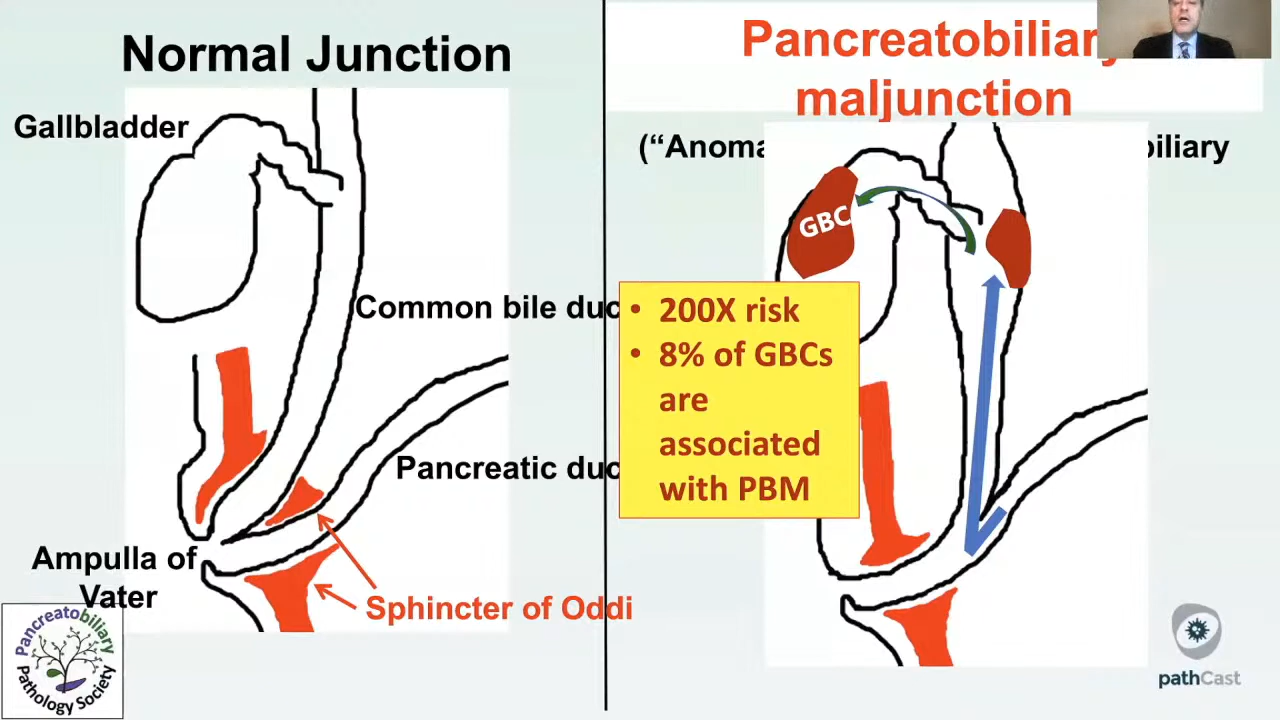 Normal Junction
Gallbladder
Common bile duc
Pancreatic duc
Ampulla of
Vater
Sphincter of Oddi
Pancreatobiliary
Pathology Society
Pancreatobiliary
maljunction
(“Anoma
biliary
GBC
• 200X risk
• 8% of GBCs
are
associated
with PBM
pathCast